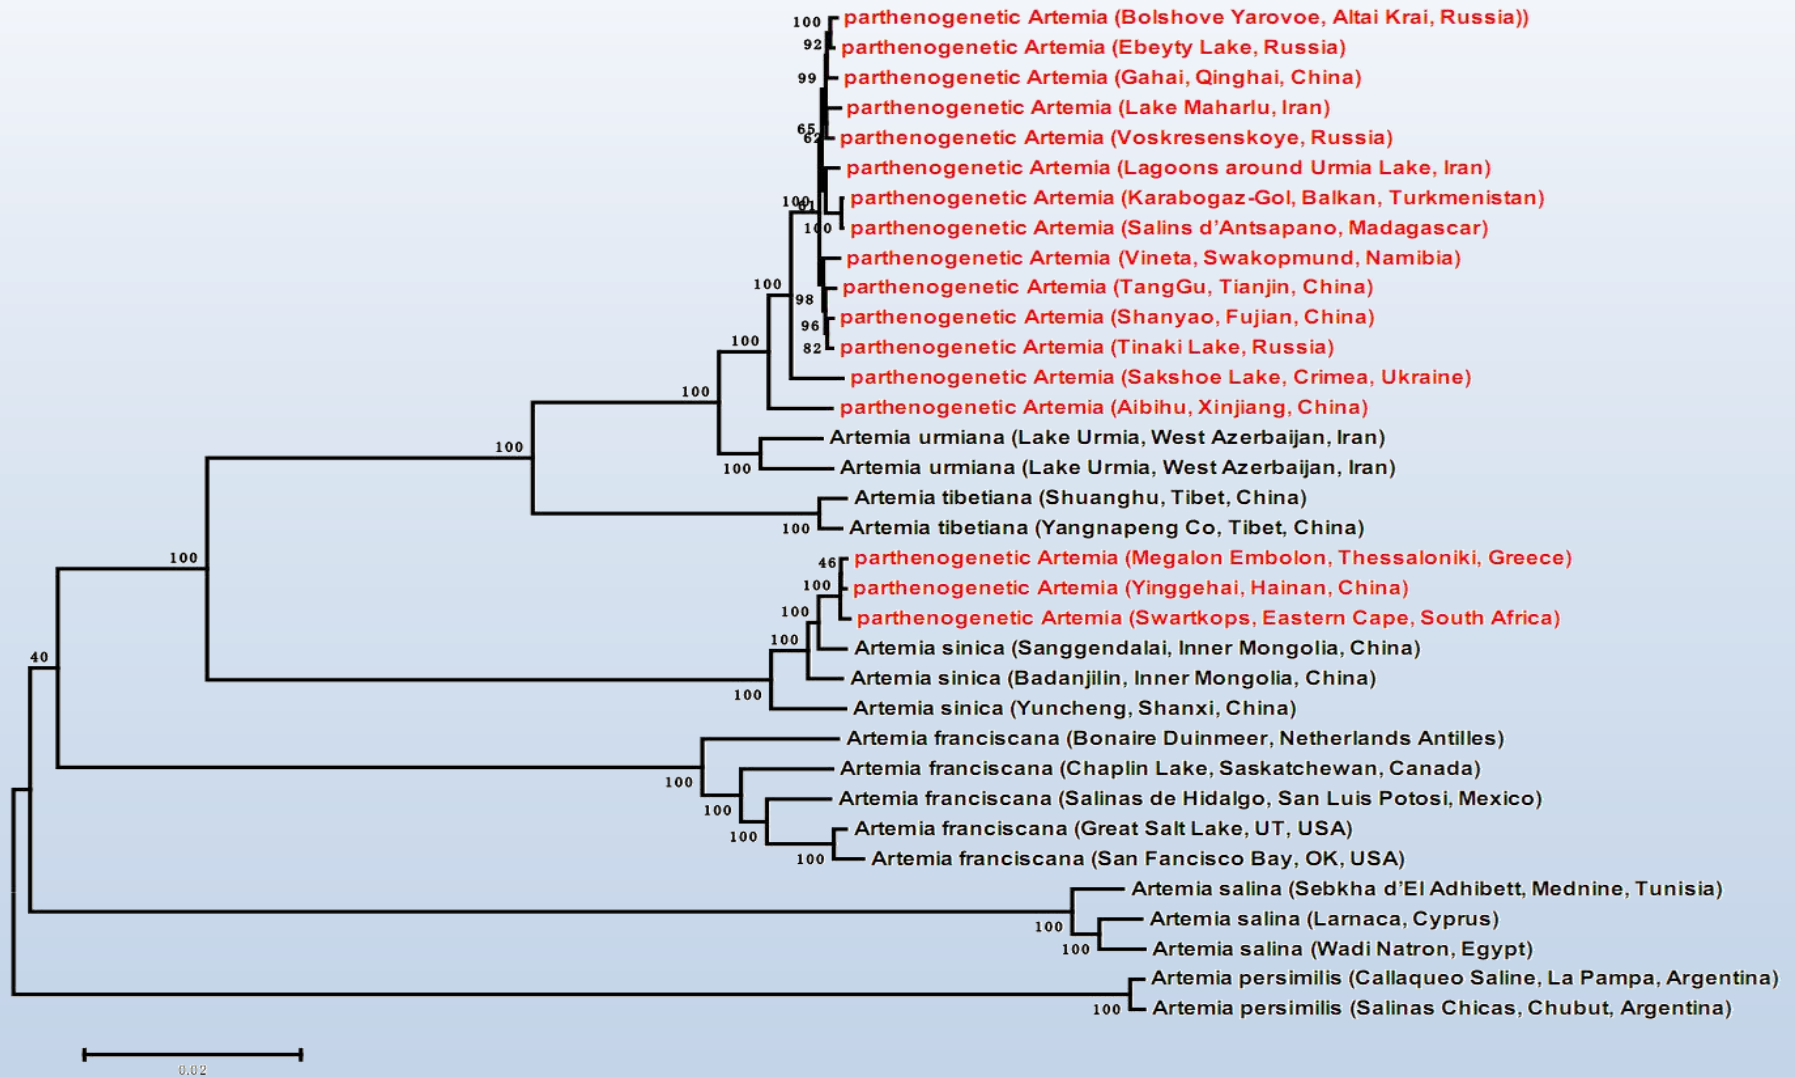 100
parthenogenetic Artemia (Bolshove Yarovoe, Altai Krai, Russia))
92
parthenogenetic Artemia (Ebeyty Lake, Russia)
99
parthenogenetic Artemia (Gahai, Qinghai, China)
parthenogenetic Artemia (Lake Maharlu, Iran)
65
62
parthenogenetic Artemia (Voskresenskoye, Russia)
parthenogenetic Artemia (Lagoons around Urmia Lake, Iran)
parthenogenetic Artemia (Karabogaz-Gol, Balkan, Turkmenistan)
100
61
100
parthenogenetic Artemia (Salins d’Antsapano, Madagascar)
parthenogenetic Artemia (Vineta, Swakopmund, Namibia)
100
parthenogenetic Artemia (TangGu, Tianjin, China)
98
parthenogenetic Artemia (Shanyao, Fujian, China)
96
82
parthenogenetic Artemia (Tinaki Lake, Russia)
100
parthenogenetic Artemia (Sakshoe Lake, Crimea, Ukraine)
100
parthenogenetic Artemia (Aibihu, Xinjiang, China)
Artemia urmiana (Lake Urmia, West Azerbaijan, Iran)
100
100
Artemia urmiana (Lake Urmia, West Azerbaijan, Iran)
Artemia tibetiana (Shuanghu, Tibet, China)
100
Artemia tibetiana (Yangnapeng Co, Tibet, China)
100
46
parthenogenetic Artemia (Megalon Embolon, Thessaloniki, Greece)
100
parthenogenetic Artemia (Yinggehai, Hainan, China)
100
parthenogenetic Artemia (Swartkops, Eastern Cape, South Africa)
100
Artemia sinica (Sanggendalai, Inner Mongolia, China)
40
Artemia sinica (Badanjilin, Inner Mongolia, China)
100
Artemia sinica (Yuncheng, Shanxi, China)
Artemia franciscana (Bonaire Duinmeer, Netherlands Antilles)
Artemia franciscana (Chaplin Lake, Saskatchewan, Canada)
100
Artemia franciscana (Salinas de Hidalgo, San Luis Potosi, Mexico)
100
Artemia franciscana (Great Salt Lake, UT, USA)
100
100
Artemia franciscana (San Fancisco Bay, OK, USA)
Artemia salina (Sebkha d’El Adhibett, Mednine, Tunisia)
Artemia salina (Larnaca, Cyprus)
100
100
Artemia salina (Wadi Natron, Egypt)
Artemia persimilis (Callaqueo Saline, La Pampa, Argentina)
100
Artemia persimilis (Salinas Chicas, Chubut, Argentina)
0.02